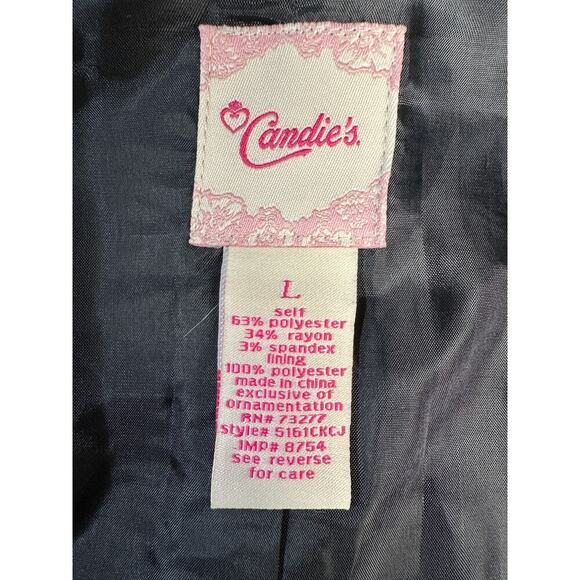 Candie's.
L
self
63% polyester
34% rayon
3% spandex
lining
100% polyester
made in china
exclusive of
ornamentation
RN# 73277
style# 5161CKCJ
IMP# 8754
see reverse
for care